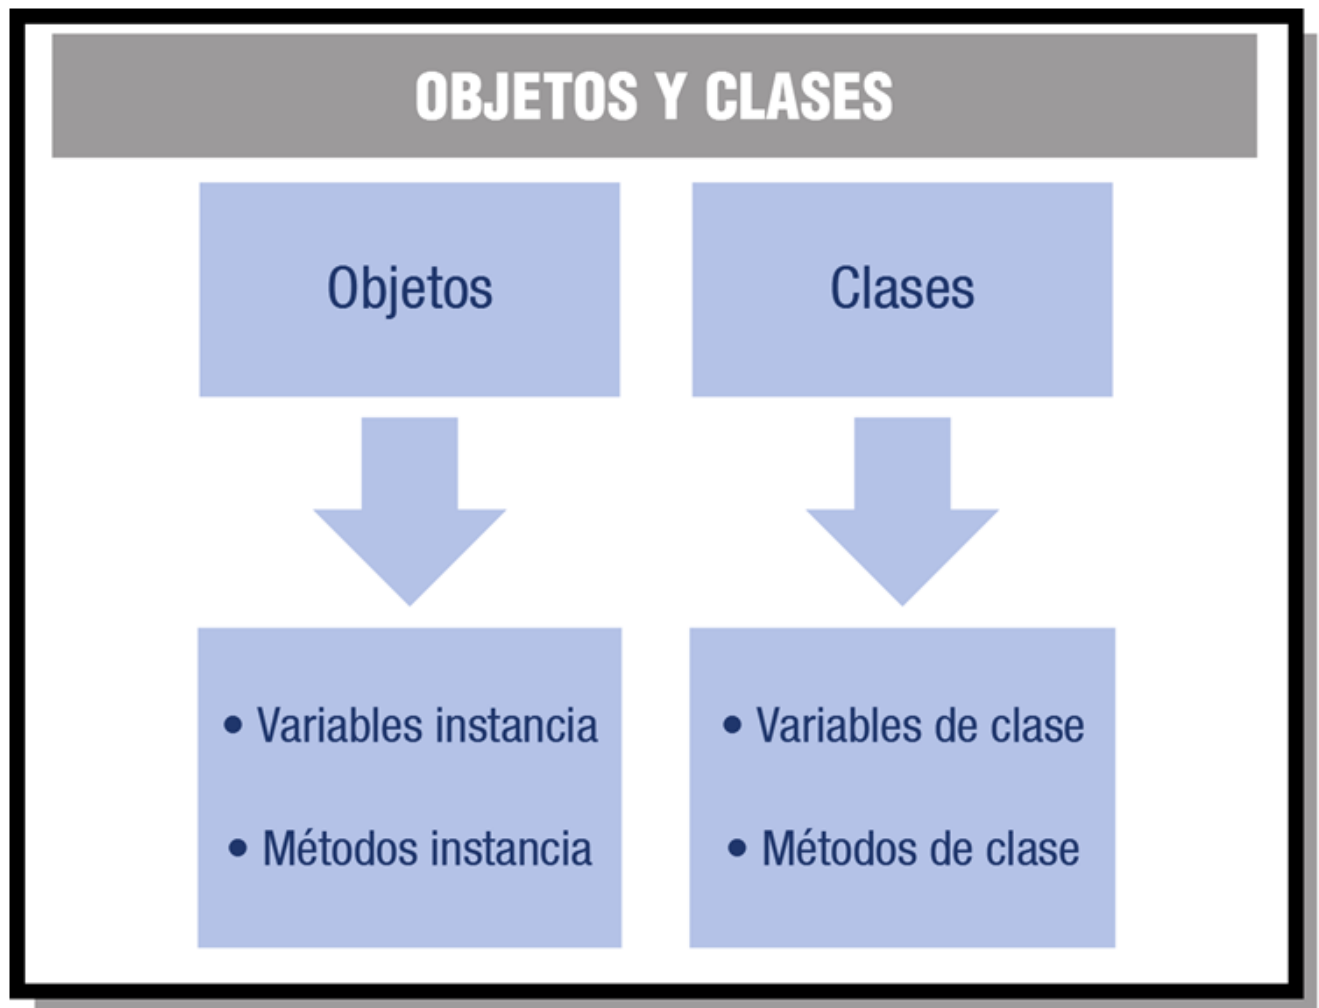 OBJETOS Y CLASES
Objetos
Clases
• Variables instancia
• Métodos instancia
• Variables de clase
• Métodos de clase